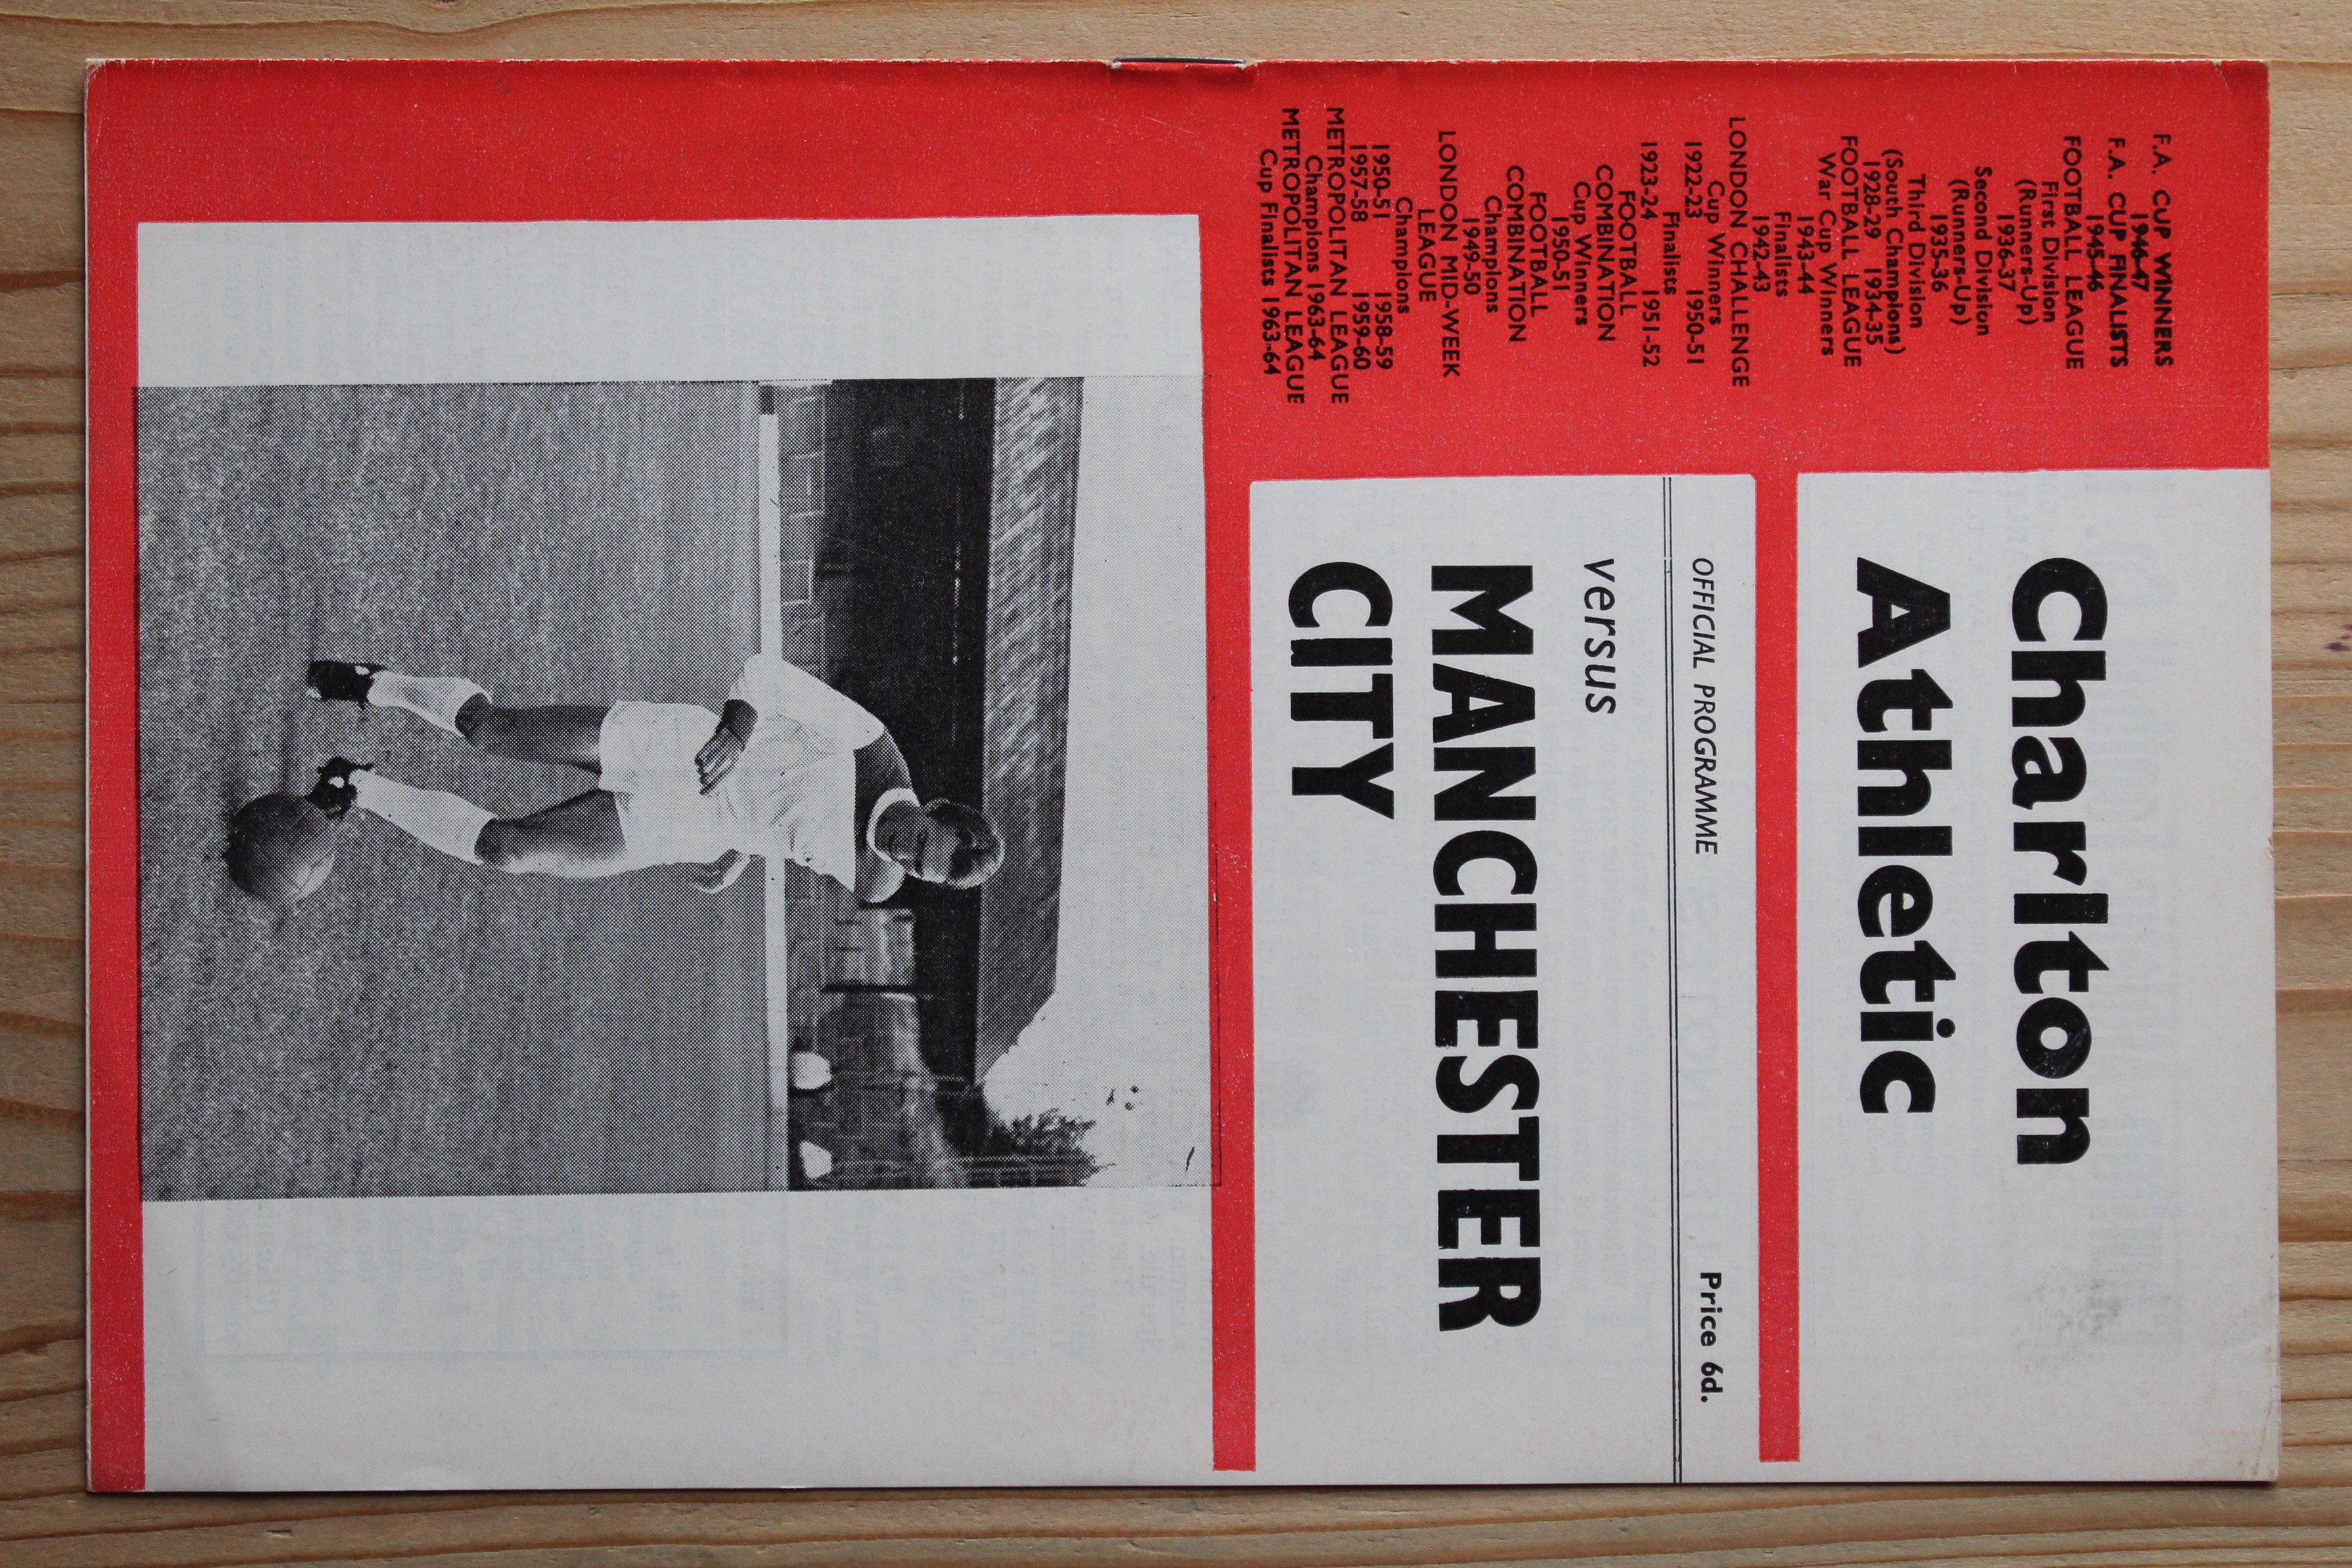 Charlton
Athletic
OFFICIAL PROGRAMME Price 6d.
versus
MANCHESTER
CITY
F.A. CUP WINNERS
1946-47
F.A. CUP FINALISTS
1945-46
FOOTBALL LEAGUE
First Division
(Runners-Up)
1936-37
Second Division
(Runners-Up)
1935-36
Third Division
(South Champions)
1928-29 1934-35
FOOTBALL LEAGUE
War Cup Winners
1943-44
Finalists
1942-43
LONDON CHALLENGE
Cup Winners
1922-23 1950-51
Finalists
1923-24 1951-52
FOOTBALL
COMBINATION
Cup Winners
1950-51
FOOTBALL
COMBINATION
Champions
1949-50
LONDON MID-WEEK
LEAGUE
Champions
1950-51 1958-59
1957-58 1959-60
METROPOLITAN LEAGUE
Champions 1963-64
METROPOLITAN LEAGUE
Cup Finalists 1963-64